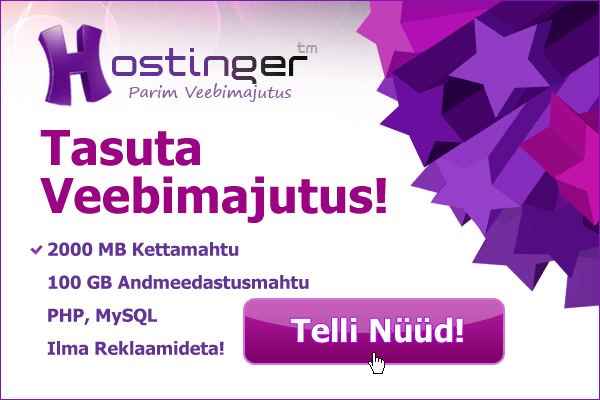 Hostinger tm
Parim Veebimajutus
Tasuta
Veebimajutus!
2000 MB Kettamahtu
100 GB Andmeedastusmahtu
PHP, MySQL
Ilma Reklaamideta!
Telli Nüüd!